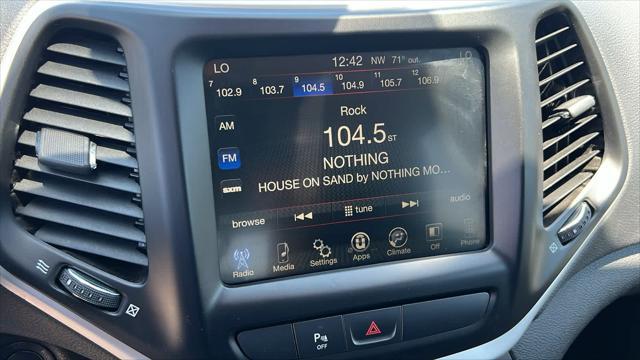 LO 12:42 NW 71° out. LO
7 102.9 8 103.7 9 104.5 10 104.9 11 105.7 12 106.9
Rock
AM
104.5 ST
FM
NOTHING
sxm
HOUSE ON SAND by NOTHING MO...
browse tune audio
Radio Media Settings Apps Climate Off Phone
P OFF